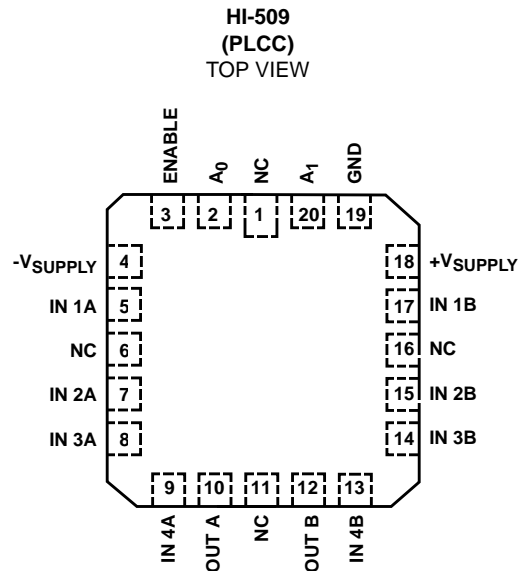 HI-509
(PLCC)
TOP VIEW
ENABLE
A0
NC
A1
GND
3
2
1
20
19
-VSUPPLY 4
18 +VSUPPLY
IN 1A 5
17 IN 1B
NC 6
16 NC
IN 2A 7
15 IN 2B
IN 3A 8
14 IN 3B
9
10
11
12
13
IN 4A
OUT A
NC
OUT B
IN 4B